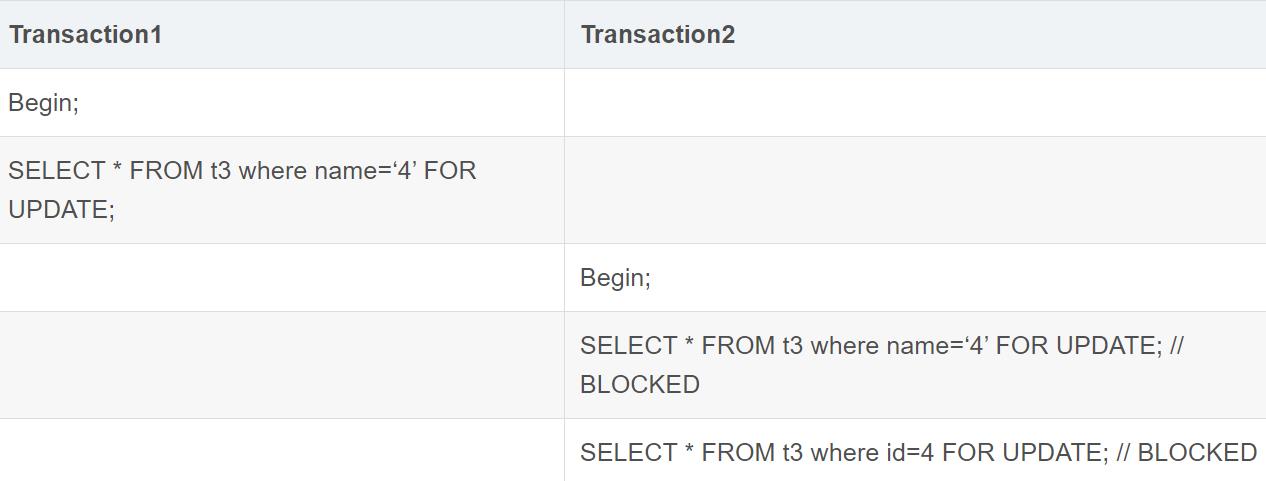 Transaction1 Transaction2
Begin;
SELECT * FROM t3 where name=‘4’ FOR
UPDATE;
Begin;
SELECT * FROM t3 where name=‘4’ FOR UPDATE; //
BLOCKED
SELECT * FROM t3 where id=4 FOR UPDATE; // BLOCKED